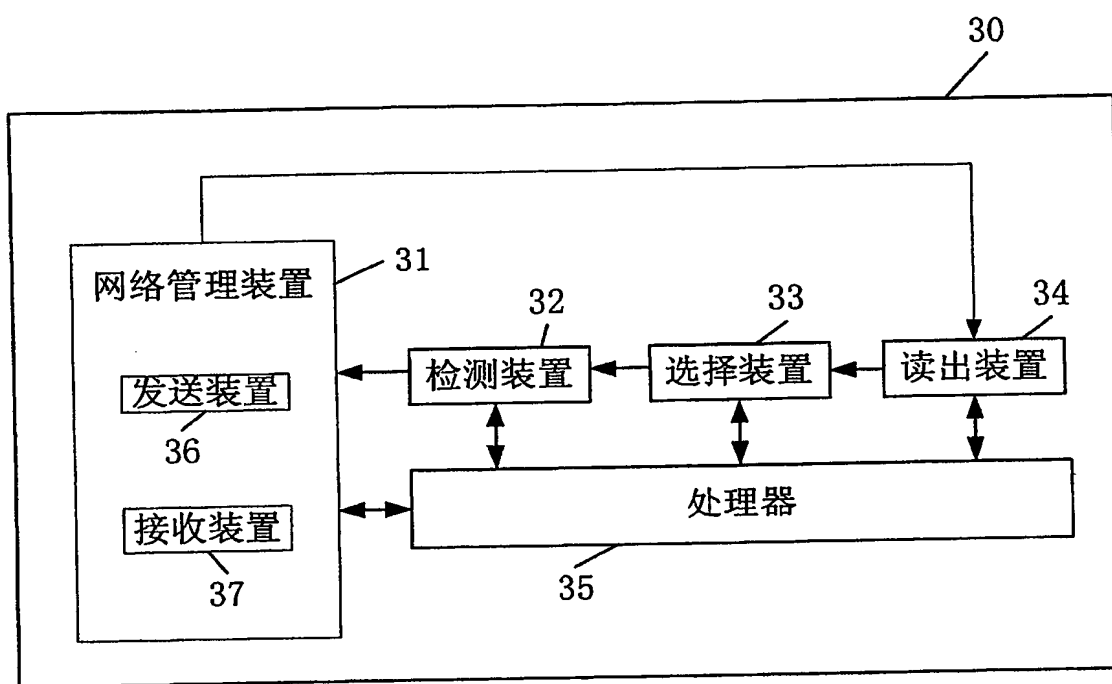 30
网络管理装置
31
32
33
34
检测装置
选择装置
读出装置
发送装置
36
处理器
接收装置
37
35